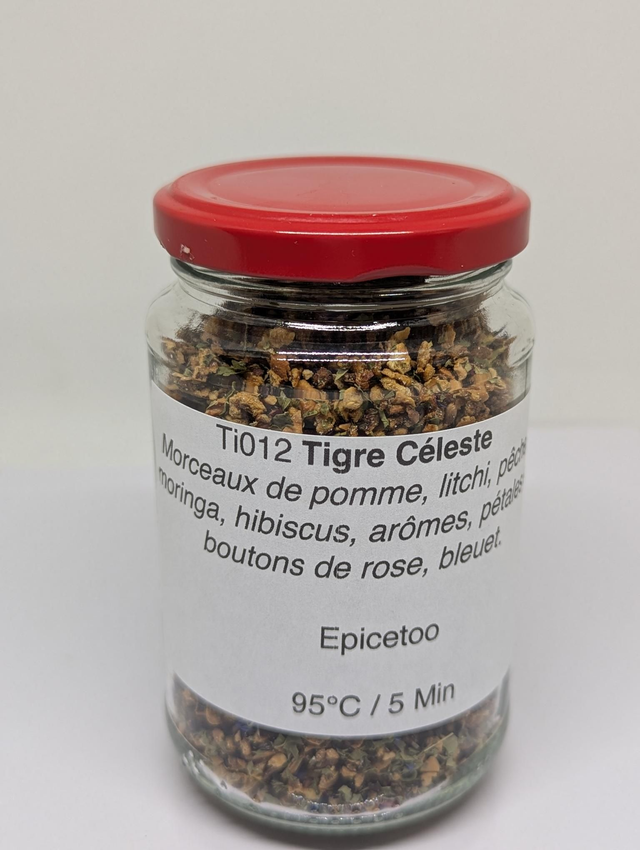 Ti012 Tigre Céleste
Morceaux de pomme, litchi, pêche
moringa, hibiscus, arômes, pétales
boutons de rose, bleuet.
Epicetoo
95°C / 5 Min